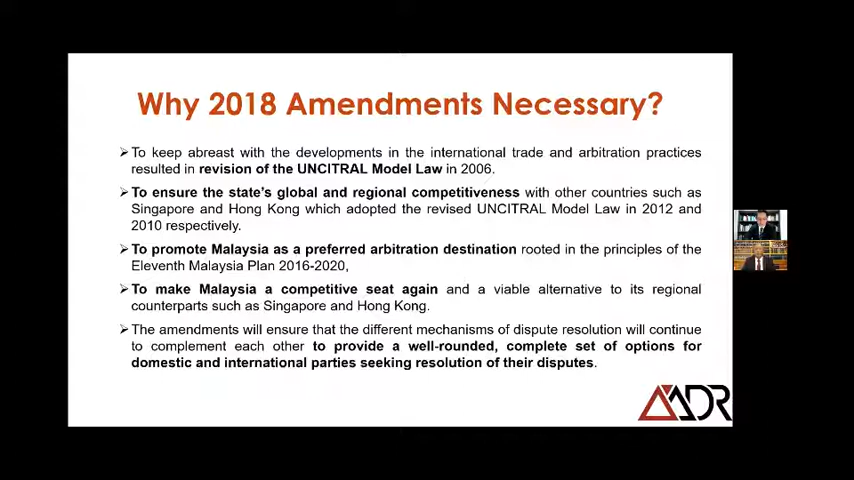 Why 2018 Amendments Necessary?
➢To keep abreast with the developments in the international trade and arbitration practices
resulted in revision of the UNCITRAL Model Law in 2006.
➢To ensure the state's global and regional competitiveness with other countries such as
Singapore and Hong Kong which adopted the revised UNCITRAL Model Law in 2012 and
2010 respectively.
➢To promote Malaysia as a preferred arbitration destination rooted in the principles of the
Eleventh Malaysia Plan 2016-2020,
➢To make Malaysia a competitive seat again and a viable alternative to its regional
counterparts such as Singapore and Hong Kong.
➢The amendments will ensure that the different mechanisms of dispute resolution will continue
to complement each other to provide a well-rounded, complete set of options for
domestic and international parties seeking resolution of their disputes.
AADR